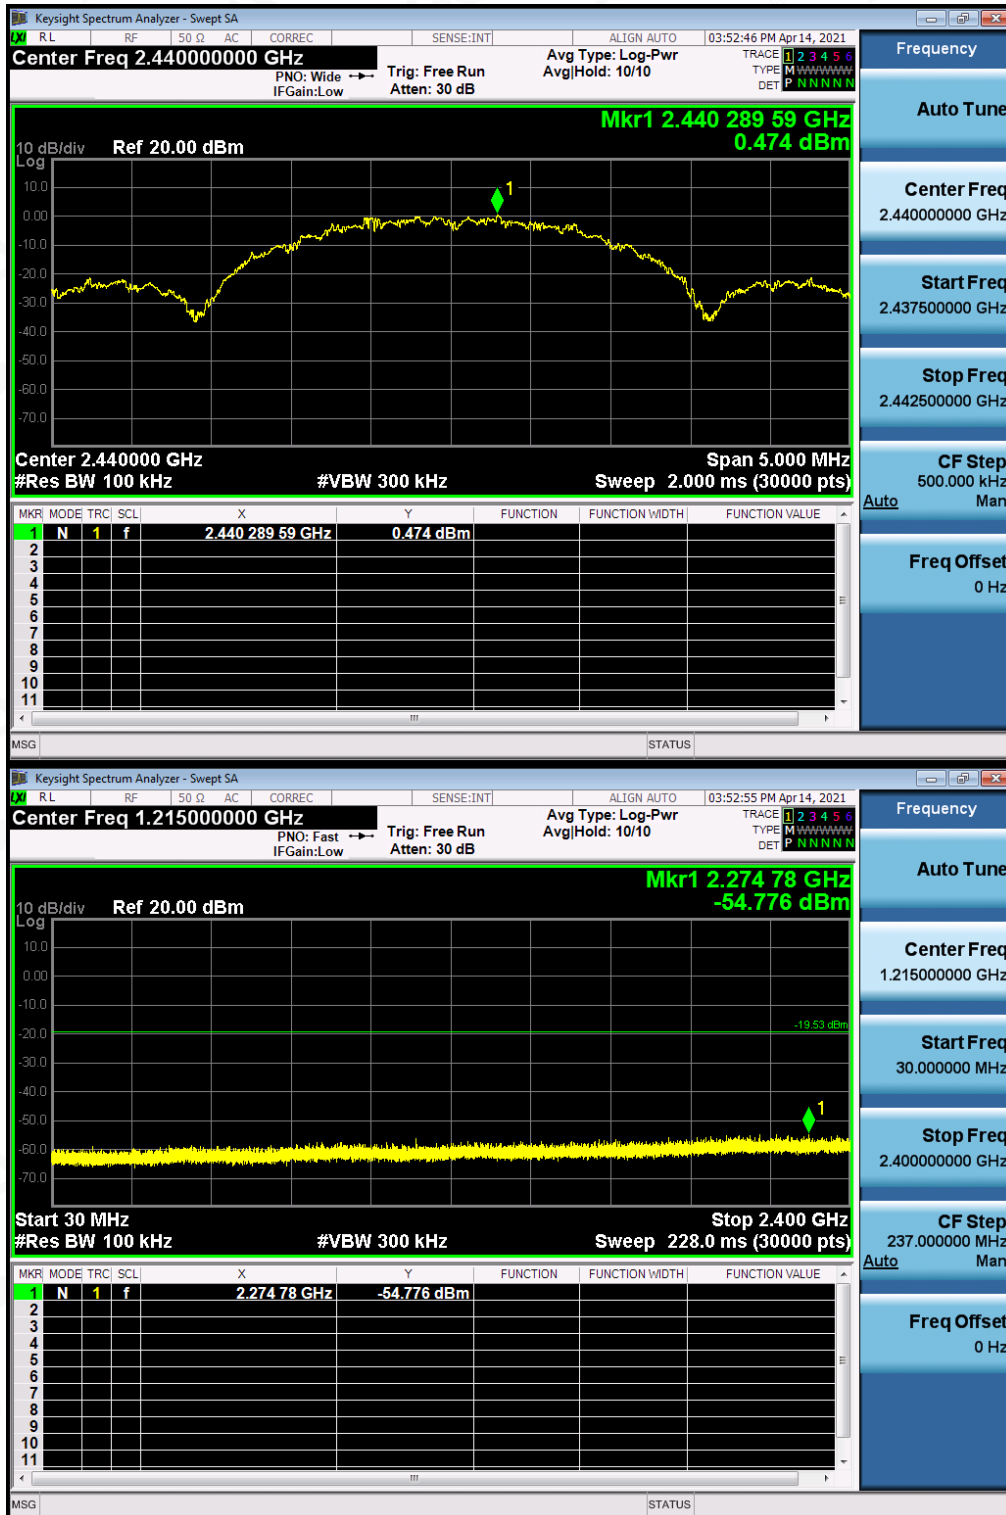 Keysight Spectrum Analyzer - Swept SA
LXI RL RF 50 Ω AC CORREC SENSE:INT ALIGN AUTO 03:52:46 PM Apr 14, 2021
Center Freq 2.440000000 GHz
PNO: Wide
IFGain:Low
Trig: Free Run
Atten: 30 dB
Avg Type: Log-Pwr
Avg|Hold: 10/10
TRACE 1 2 3 4 5 6
TYPE M W W W W W
DET P N N N N N
Mkr1 2.440 289 59 GHz
0.474 dBm
10 dB/div Ref 20.00 dBm
Log
10.0
0.00
-10.0
-20.0
-30.0
-40.0
-50.0
-60.0
-70.0
1
Center 2.440000 GHz Span 5.000 MHz
#Res BW 100 kHz #VBW 300 kHz Sweep 2.000 ms (30000 pts)
MKR MODE TRC SCL X Y FUNCTION FUNCTION WIDTH FUNCTION VALUE
1 N 1 f 2.440 289 59 GHz 0.474 dBm
2
3
4
5
6
7
8
9
10
11
MSG STATUS
Frequency
Auto Tune
Center Freq
2.440000000 GHz
Start Freq
2.437500000 GHz
Stop Freq
2.442500000 GHz
CF Step
500.000 kHz
Auto Man
Freq Offset
0 Hz
Keysight Spectrum Analyzer - Swept SA
LXI RL RF 50 Ω AC CORREC SENSE:INT ALIGN AUTO 03:52:55 PM Apr 14, 2021
Center Freq 1.215000000 GHz
PNO: Fast
IFGain:Low
Trig: Free Run
Atten: 30 dB
Avg Type: Log-Pwr
Avg|Hold: 10/10
TRACE 1 2 3 4 5 6
TYPE M W W W W W
DET P N N N N N
Mkr1 2.274 78 GHz
-54.776 dBm
10 dB/div Ref 20.00 dBm
Log
10.0
0.00
-10.0
-20.0
-30.0
-40.0
-50.0
-60.0
-70.0
-19.53 dBm
1
Start 30 MHz Stop 2.400 GHz
#Res BW 100 kHz #VBW 300 kHz Sweep 228.0 ms (30000 pts)
MKR MODE TRC SCL X Y FUNCTION FUNCTION WIDTH FUNCTION VALUE
1 N 1 f 2.274 78 GHz -54.776 dBm
2
3
4
5
6
7
8
9
10
11
MSG STATUS
Frequency
Auto Tune
Center Freq
1.215000000 GHz
Start Freq
30.000000 MHz
Stop Freq
2.400000000 GHz
CF Step
237.000000 MHz
Auto Man
Freq Offset
0 Hz